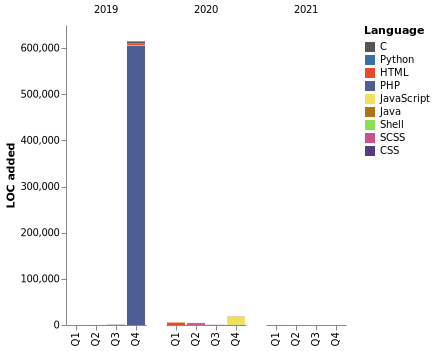 2019 2020 2021
Language
C
Python
HTML
PHP
JavaScript
Java
Shell
SCSS
CSS
LOC added
600,000
500,000
400,000
300,000
200,000
100,000
0
Q1 Q2 Q3 Q4 Q1 Q2 Q3 Q4 Q1 Q2 Q3 Q4